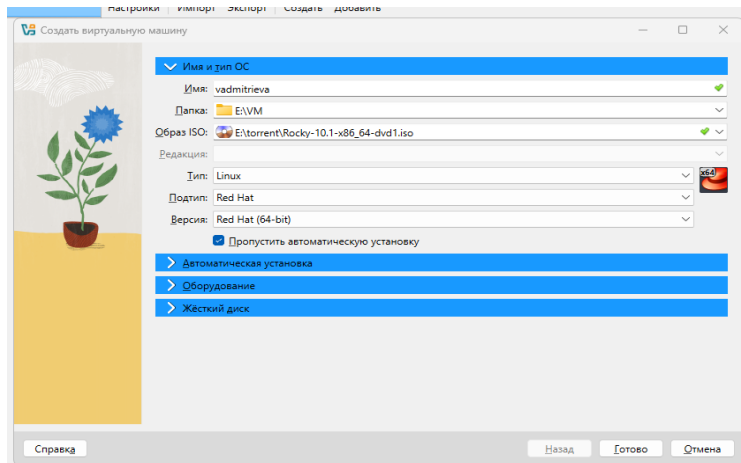 Настройки Импорт Экспорт Создать Добавить
Создать виртуальную машину
Имя и тип ОС
Имя: vadmitrieva
Папка: E:\VM
Образ ISO: E:\torrent\Rocky-10.1-x86_64-dvd1.iso
Редакция:
Тип: Linux
x64
Подтип: Red Hat
Версия: Red Hat (64-bit)
Пропустить автоматическую установку
Автоматическая установка
Оборудование
Жёсткий диск
Справка Назад Готово Отмена